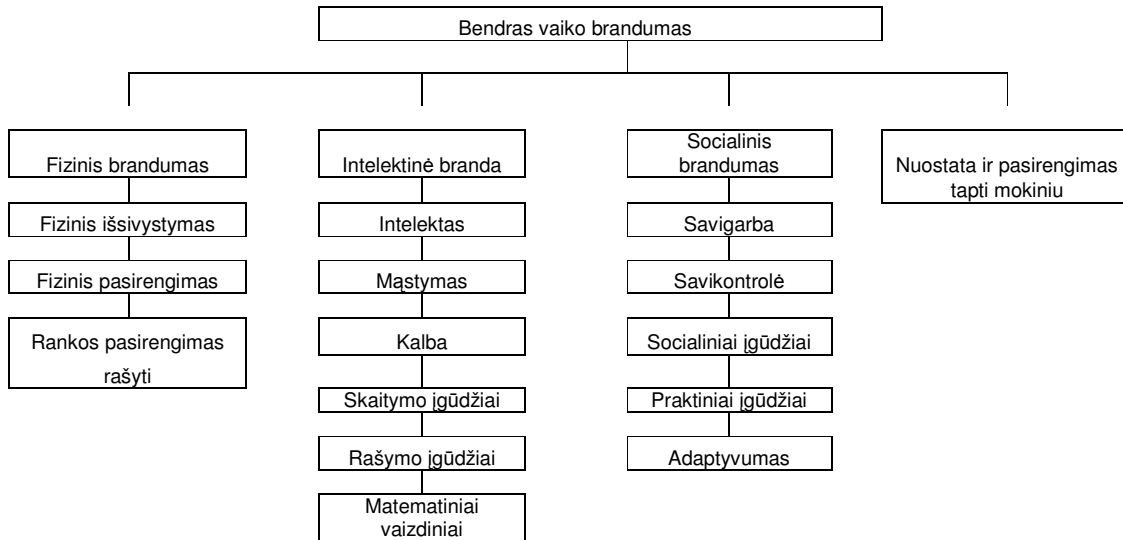 Bendras vaiko brandumas
Fizinis brandumas
Fizinis išsivystymas
Fizinis pasirengimas
Rankos pasirengimas
rašyti
Intelektinė branda
Intelektas
Mąstymas
Kalba
Skaitymo įgūdžiai
Rašymo įgūdžiai
Matematiniai
vaizdiniai
Socialinis
brandumas
Savigarba
Savikontrolė
Socialiniai įgūdžiai
Praktiniai įgūdžiai
Adaptyvumas
Nuostata ir pasirengimas
tapti mokiniu